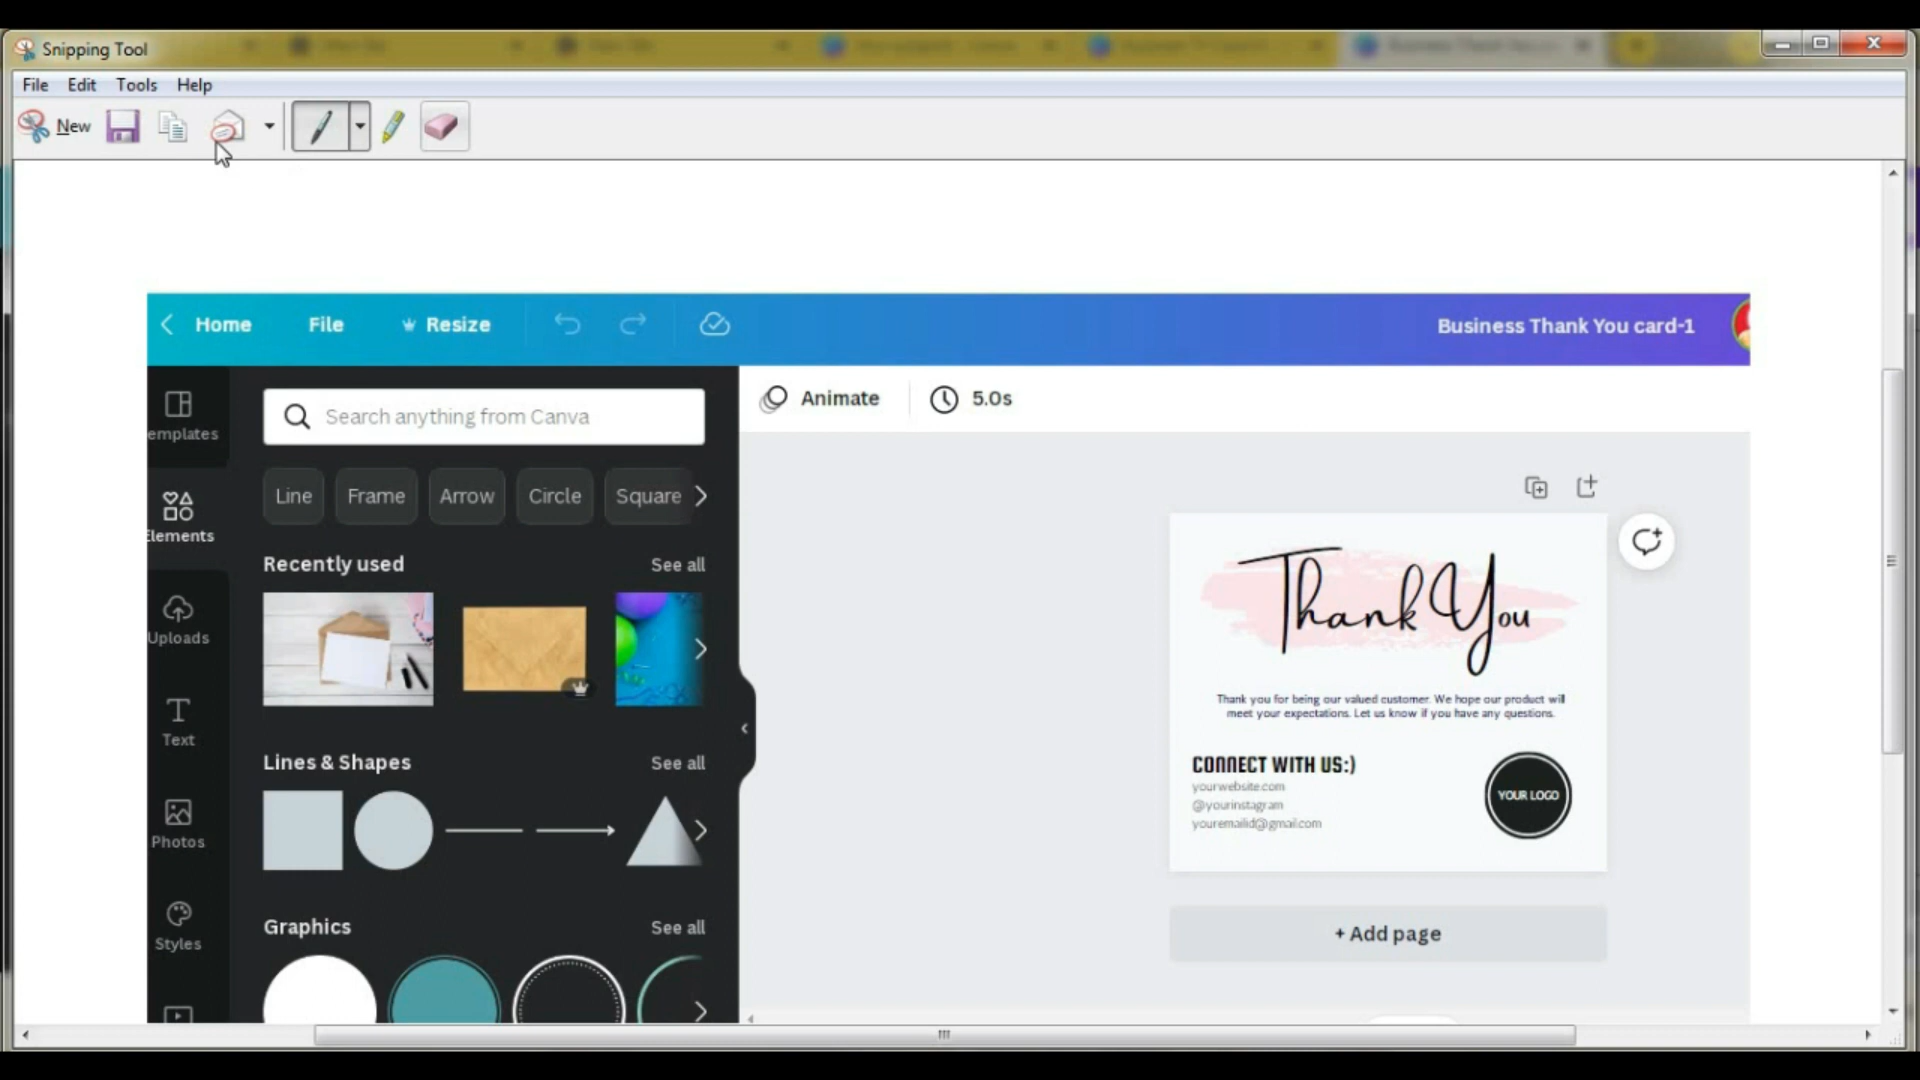 Snipping Tool
File Edit Tools Help
New
Home File Resize Business Thank You card-1
emplates
Elements
Uploads
Text
Photos
Styles
Search anything from Canva
Line Frame Arrow Circle Square
Recently used See all
Lines & Shapes See all
Graphics See all
Animate 5.0s
Thank You
Thank you for being our valued customer. We hope our product will
meet your expectations. Let us know if you have any questions.
CONNECT WITH US:)
yourwebsite.com
@yourinstagram
youremailid@gmail.com
YOUR LOGO
+ Add page